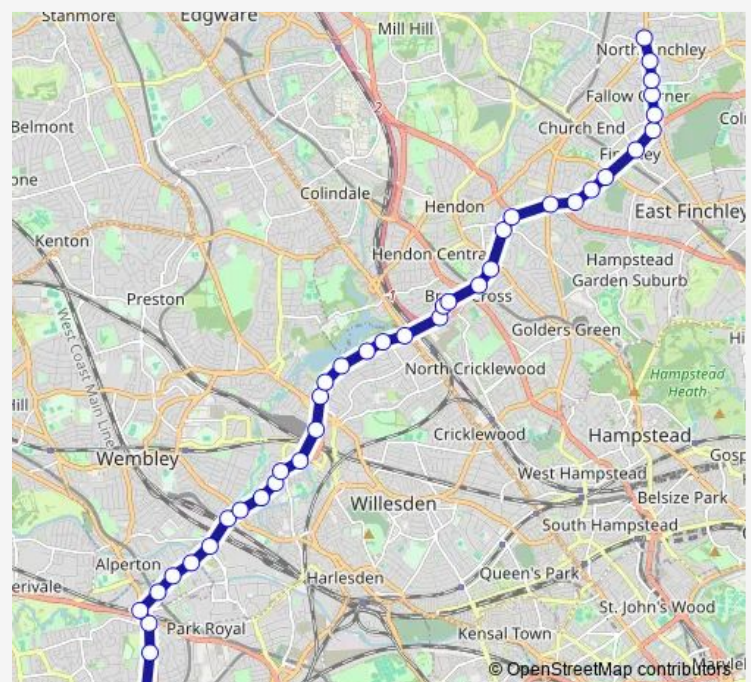 Stanmore
Edgware
Mill Hill
North Finchley
Fallow Corner
Belmont
Church End
Finchley
Colindale
Hendon
East Finchley
Kenton
Hendon Centra
Hampstead
Garden Suburb
Preston
1
2
Brent Cross
Golders Green
West Coast Main Line
North Cricklewood
Hampstead
Heath
Cricklewood
Hampstead
Wembley
West Hampstead
Belsize Park
Willesden
South Hampstead
Alperton
Harlesden
Queen's Park
St. John's Wood
Park Royal
Kensal Town
© OpenStreetMap contributors